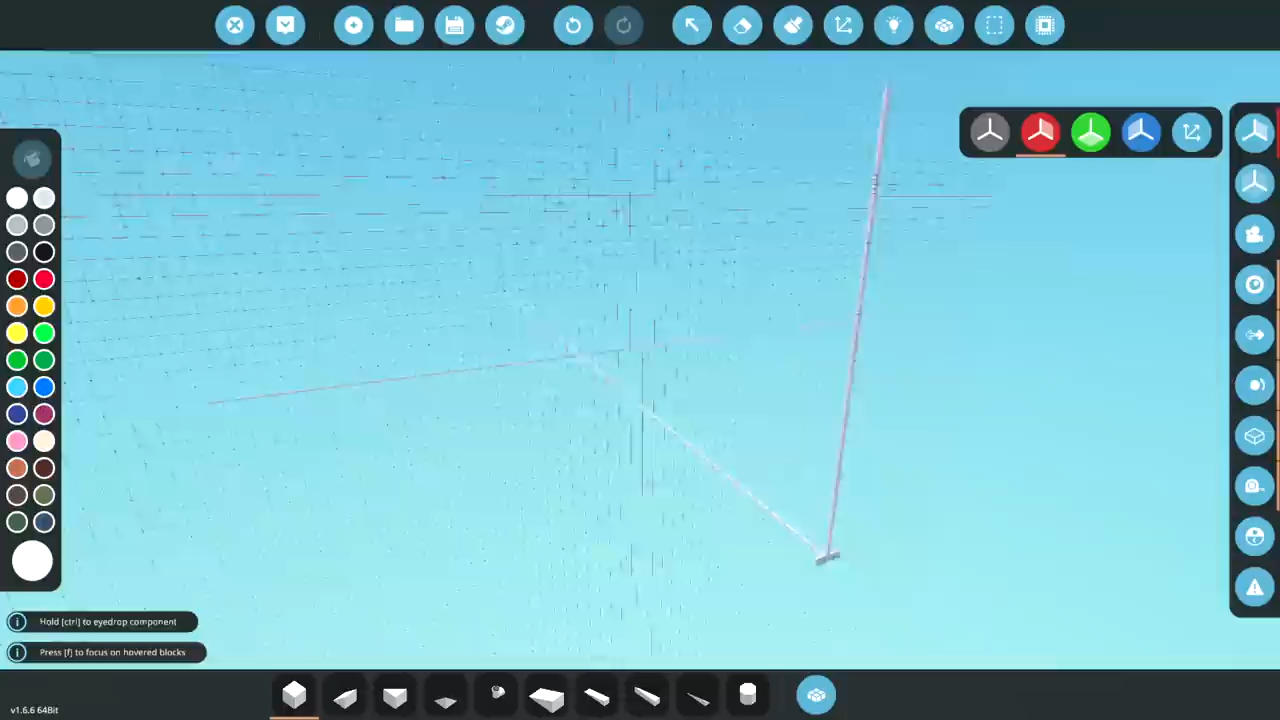 Hold [ctrl] to eyedrop component
Press [f] to focus on hovered blocks
v1.6.6 64Bit